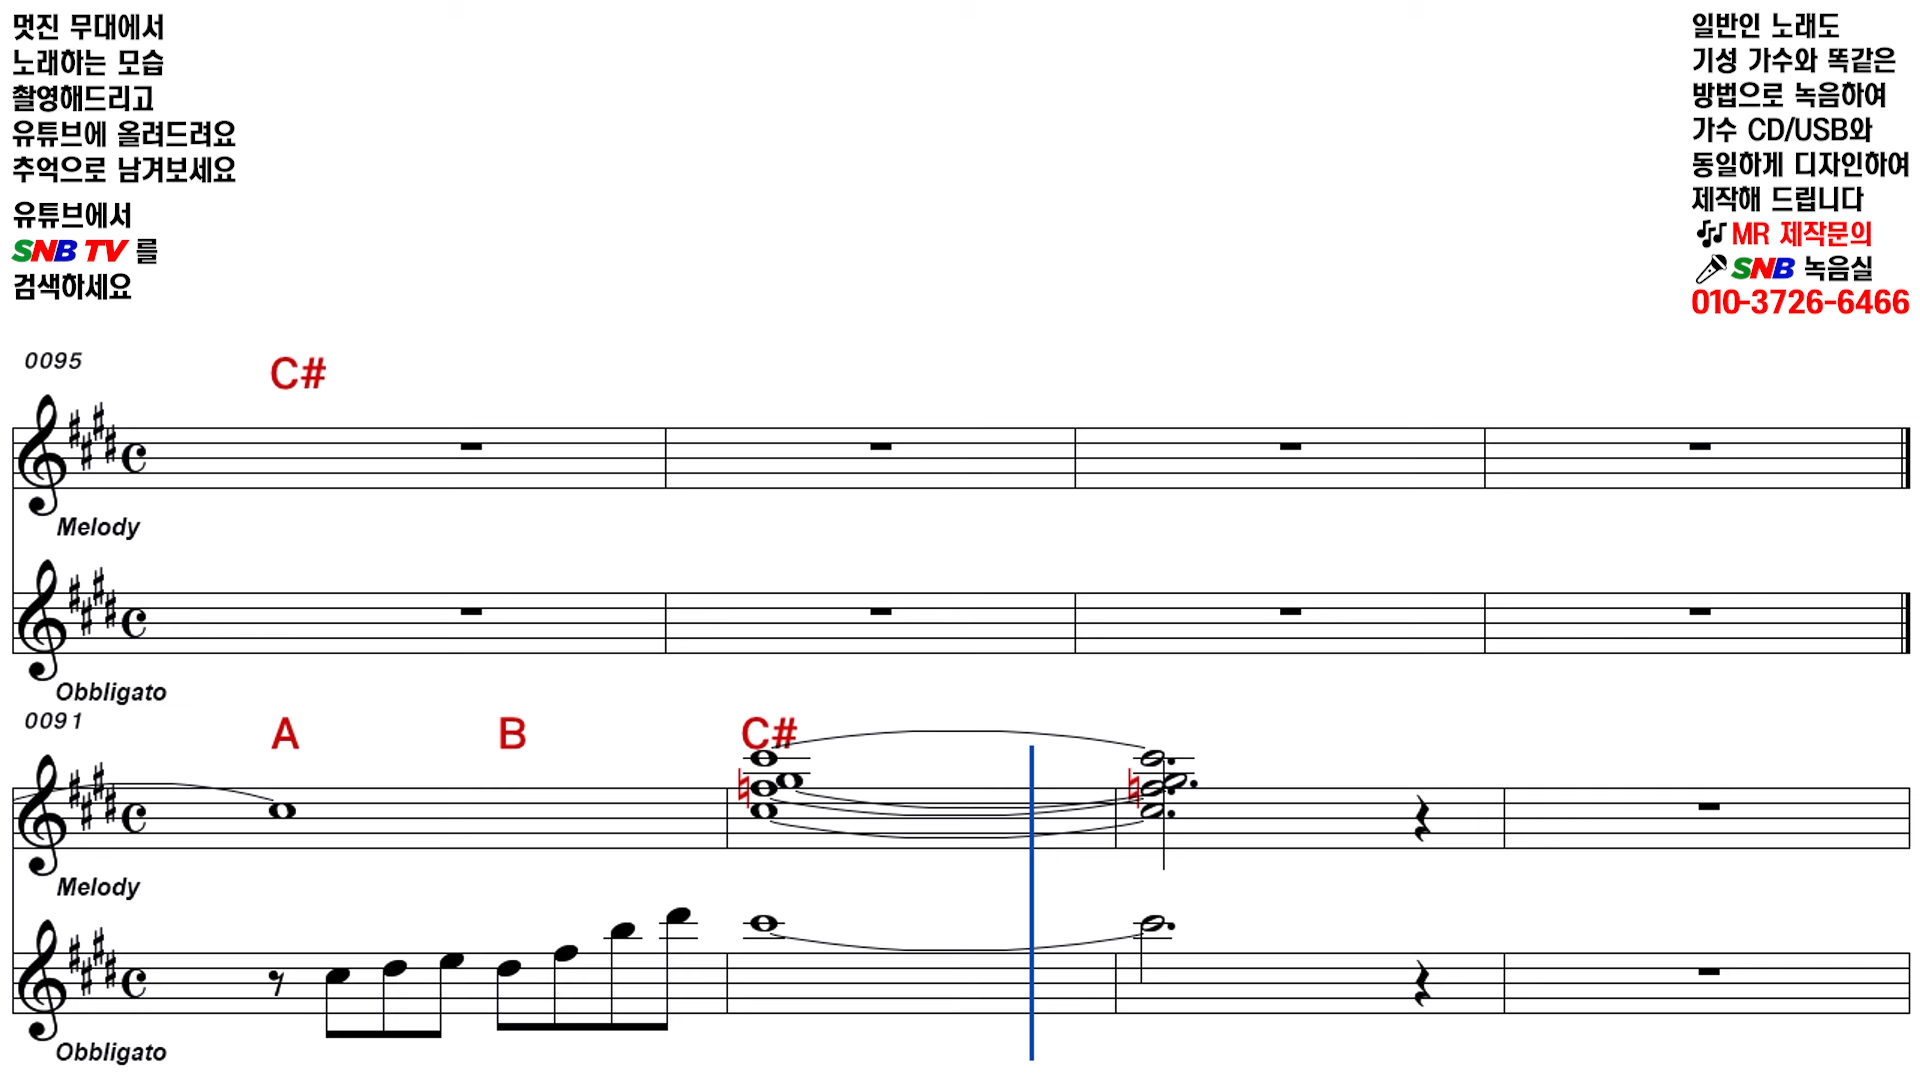 멋진 무대에서
노래하는 모습
촬영해드리고
유튜브에 올려드려요
추억으로 남겨보세요
유튜브에서
SNB TV 를
검색하세요
일반인 노래도
기성 가수와 똑같은
방법으로 녹음하여
가수 CD/USB와
동일하게 디자인하여
제작해 드립니다
MR 제작문의
SNB 녹음실
010-3726-6466
0095
C#
Melody
Obbligato
0091
A B C#
Melody
Obbligato